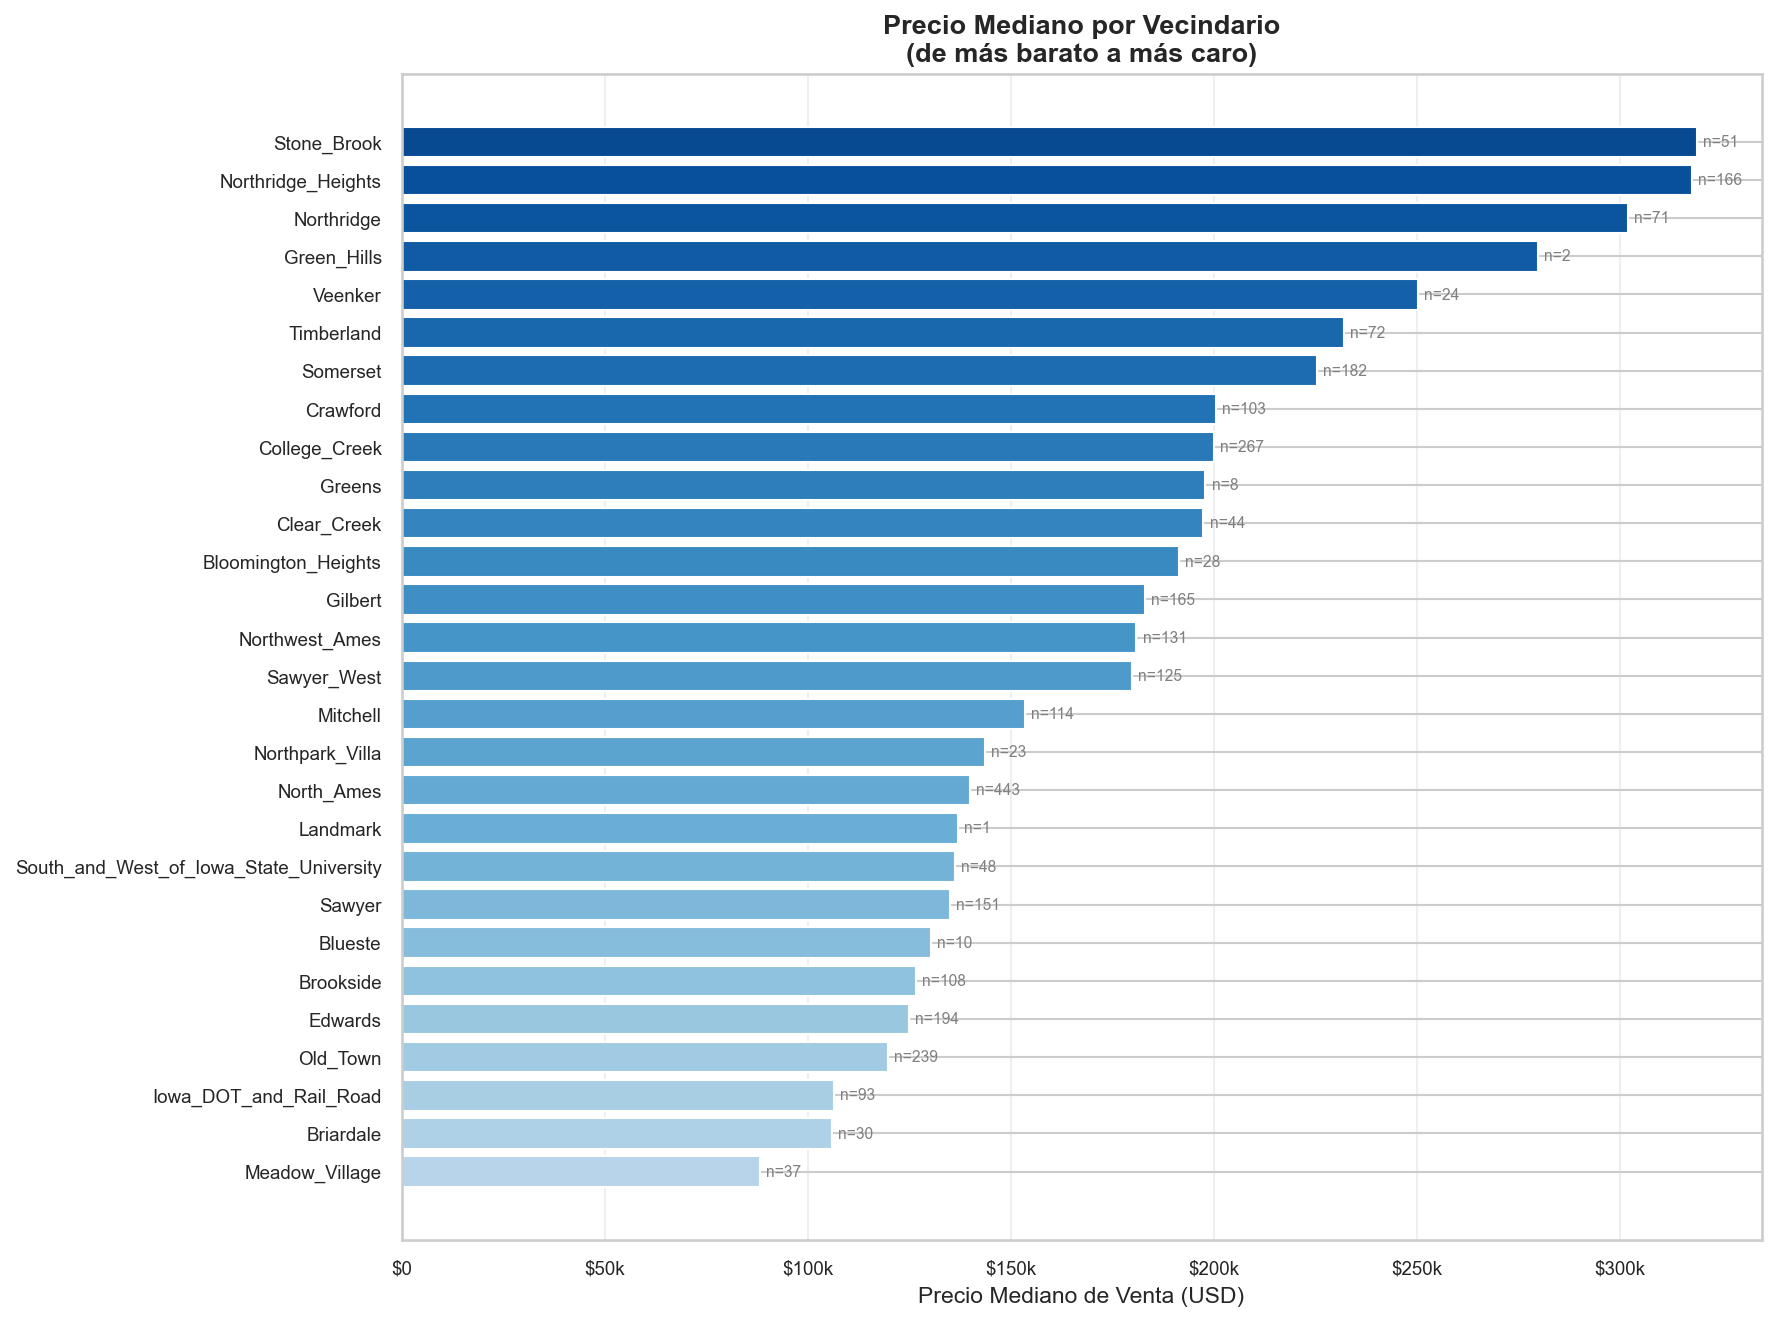 Precio Mediano por Vecindario
(de más barato a más caro)
Stone_Brook n=51
Northridge_Heights n=166
Northridge n=71
Green_Hills n=2
Veenker n=24
Timberland n=72
Somerset n=182
Crawford n=103
College_Creek n=267
Greens n=8
Clear_Creek n=44
Bloomington_Heights n=28
Gilbert n=165
Northwest_Ames n=131
Sawyer_West n=125
Mitchell n=114
Northpark_Villa n=23
North_Ames n=443
Landmark n=1
South_and_West_of_Iowa_State_University n=48
Sawyer n=151
Blueste n=10
Brookside n=108
Edwards n=194
Old_Town n=239
Iowa_DOT_and_Rail_Road n=93
Briardale n=30
Meadow_Village n=37
$0 $50k $100k $150k $200k $250k $300k
Precio Mediano de Venta (USD)